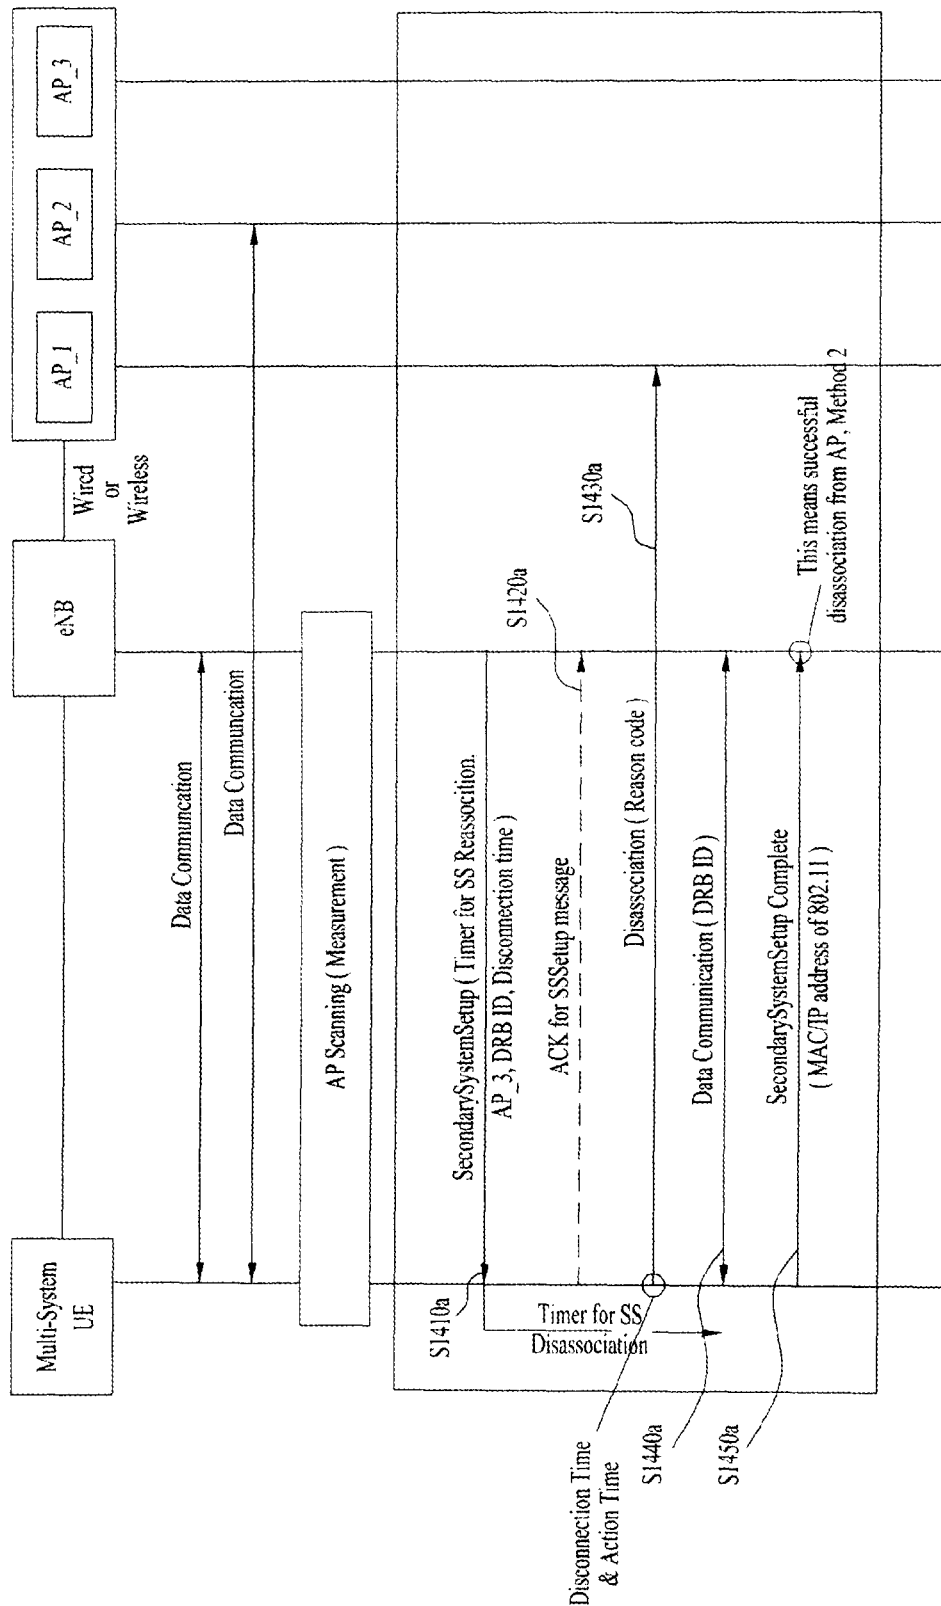 Multi-System
UE
eNB
Wired
or
Wireless
AP_1
AP_2
AP_3
Data Communcation
Data Communcation
AP Scanning ( Measurement )
S1410a
SecondarySystemSetup ( Timer for SS Reassocition.
AP_3, DRB ID, Disconnection time )
Timer for SS
Disassociation
ACK for SSSetup message
S1420a
Disconnection Time
& Action Time
Disassociation ( Reason code )
S1430a
S1440a
Data Communication ( DRB ID )
S1450a
SecondarySystemSetup Complete
( MAC/IP address of 802.11 )
This means successful
disassociation from AP, Method 2